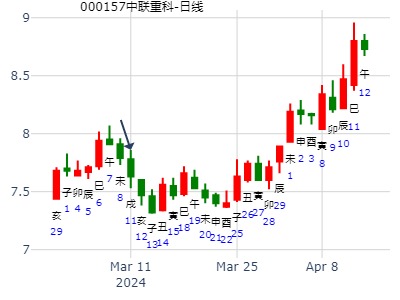 000157中联重科-日线
9
8.5
8
7.5
7
亥
29
子
1
卯
4
辰
5
巳
6
午
7
未
8
戌
11
亥
12
子
13
丑
14
寅
15
巳
18
午
19
未
20
申
21
酉
22
子
25
丑
26
寅
27
卯
28
辰
29
未
1
申
2
酉
3
寅
8
卯
9
辰
10
巳
11
午
12
Mar 11
2024
Mar 25
Apr 8